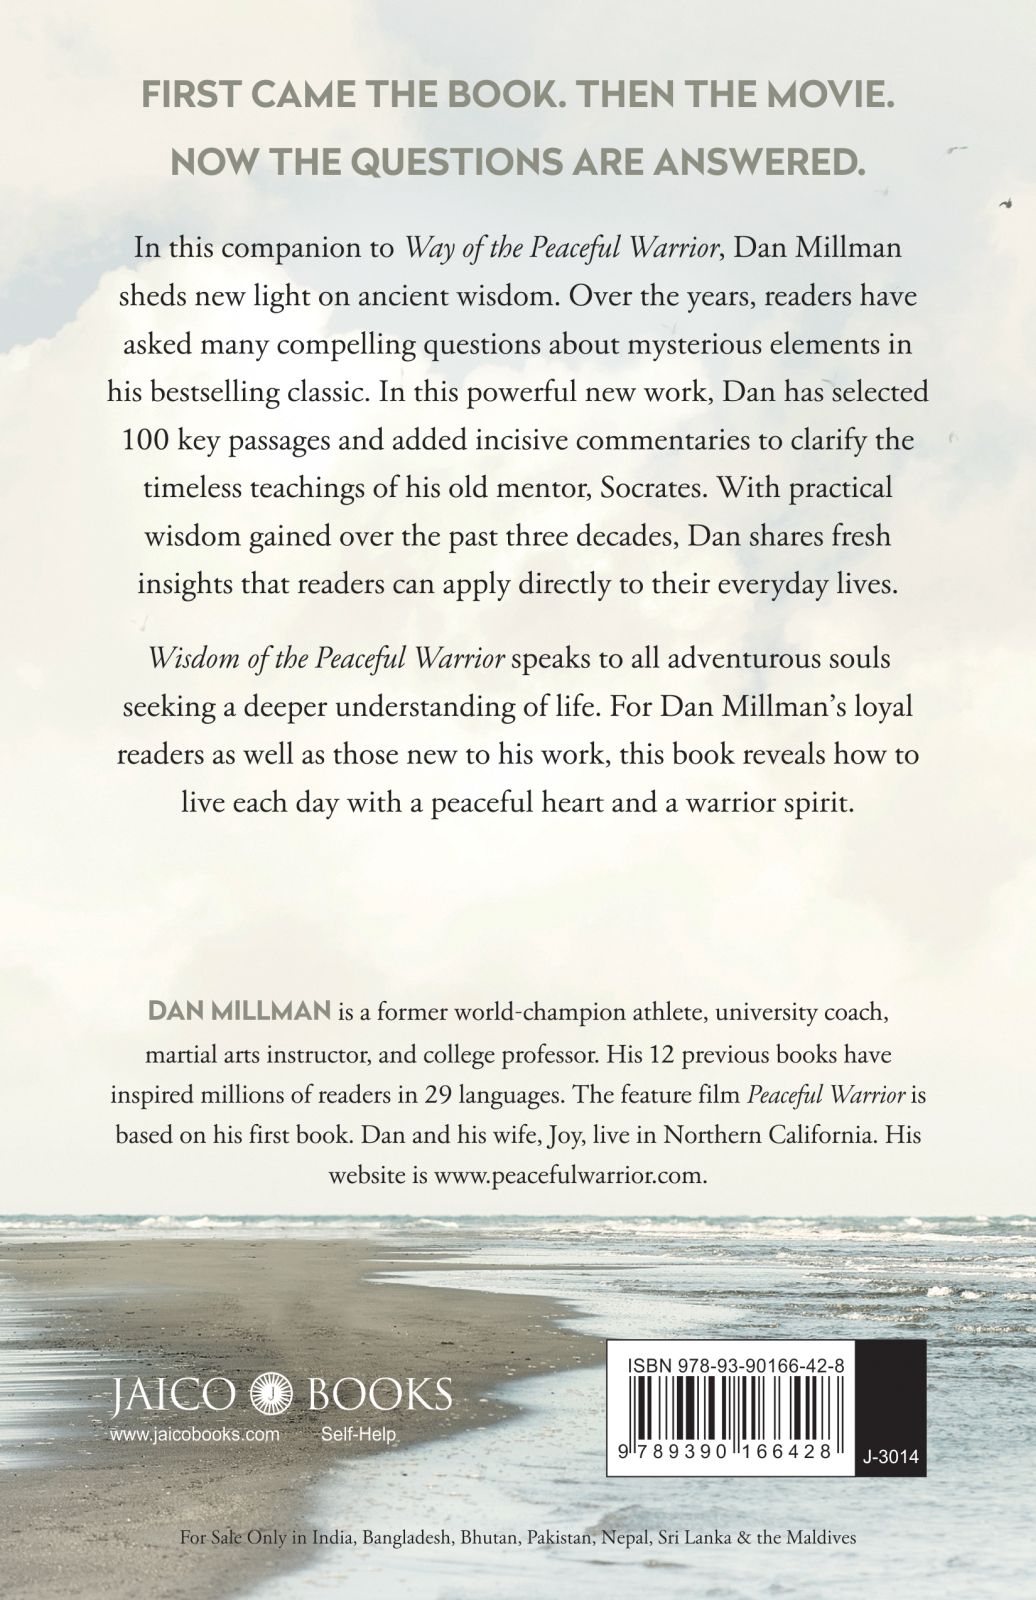 FIRST CAME THE BOOK. THEN THE MOVIE.
NOW THE QUESTIONS ARE ANSWERED.
In this companion to Way of the Peaceful Warrior, Dan Millman
sheds new light on ancient wisdom. Over the years, readers have
asked many compelling questions about mysterious elements in
his bestselling classic. In this powerful new work, Dan has selected
100 key passages and added incisive commentaries to clarify the
timeless teachings of his old mentor, Socrates. With practical
wisdom gained over the past three decades, Dan shares fresh
insights that readers can apply directly to their everyday lives.
Wisdom of the Peaceful Warrior speaks to all adventurous souls
seeking a deeper understanding of life. For Dan Millman’s loyal
readers as well as those new to his work, this book reveals how to
live each day with a peaceful heart and a warrior spirit.
DAN MILLMAN is a former world-champion athlete, university coach,
martial arts instructor, and college professor. His 12 previous books have
inspired millions of readers in 29 languages. The feature film Peaceful Warrior is
based on his first book. Dan and his wife, Joy, live in Northern California. His
website is www.peacefulwarrior.com.
JAICO J BOOKS
www.jaicobooks.com Self-Help
ISBN 978-93-90166-42-8
9 789390 166428
J-3014
For Sale Only in India, Bangladesh, Bhutan, Pakistan, Nepal, Sri Lanka & the Maldives